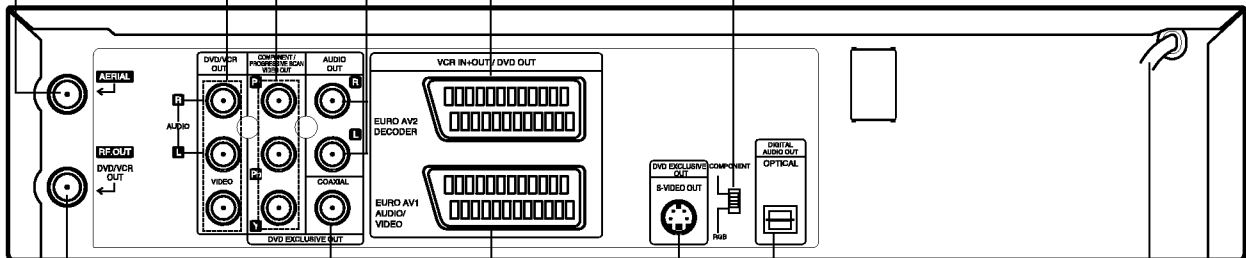 AERIAL
RF.OUT
DVD/VCR
OUT
DVD/VCR
OUT
R
AUDIO
L
VIDEO
COMPONENT /
PROGRESSIVE SCAN
VIDEO OUT
PR
PB
Y
AUDIO
OUT
R
L
COAXIAL
DVD EXCLUSIVE OUT
VCR IN+OUT / DVD OUT
EURO AV2
DECODER
EURO AV1
AUDIO/
VIDEO
DVD EXCLUSIVE
OUT
S-VIDEO OUT
COMPONENT
RGB
DIGITAL
AUDIO OUT
OPTICAL